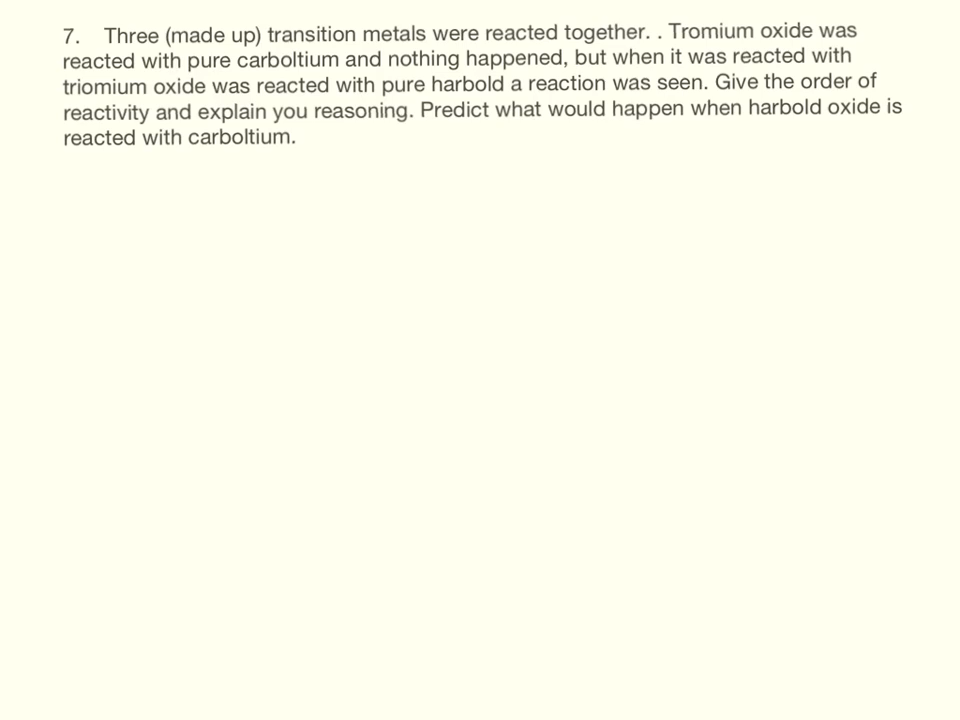 7. Three (made up) transition metals were reacted together. . Tromium oxide was
reacted with pure carboltium and nothing happened, but when it was reacted with
triomium oxide was reacted with pure harbold a reaction was seen. Give the order of
reactivity and explain you reasoning. Predict what would happen when harbold oxide is
reacted with carboltium.